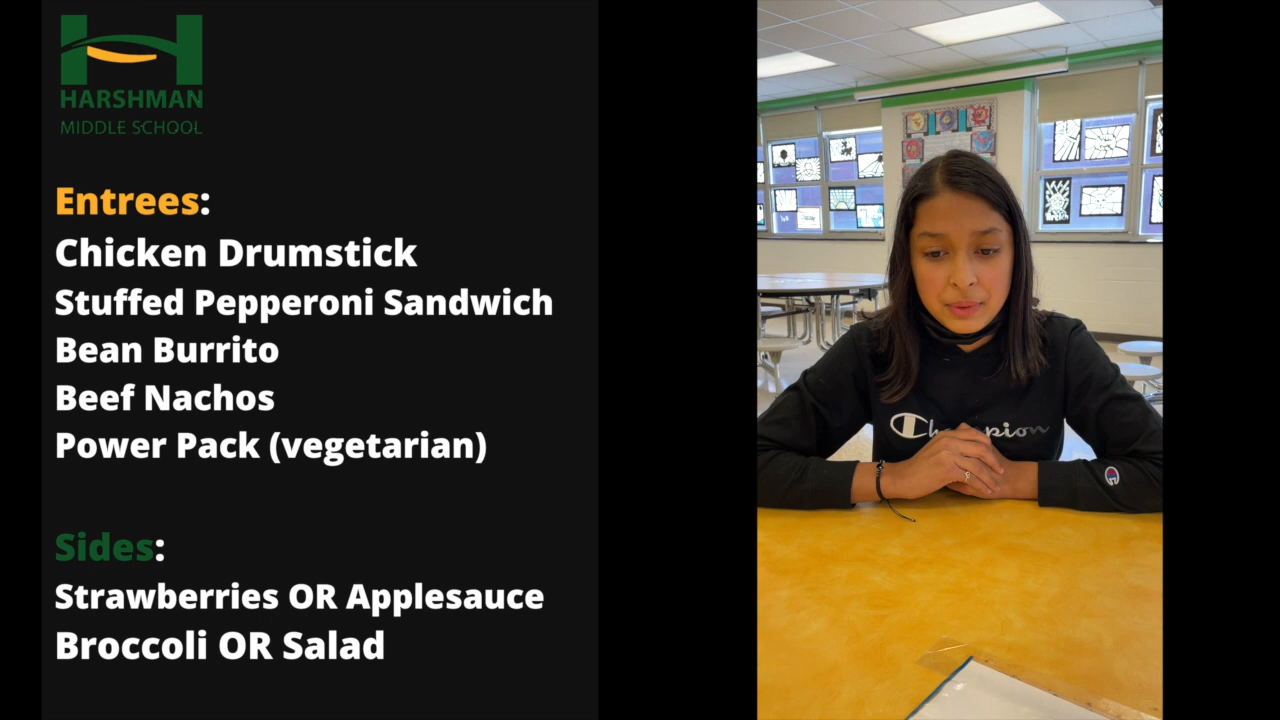 HARSHMAN
MIDDLE SCHOOL
Entrees:
Chicken Drumstick
Stuffed Pepperoni Sandwich
Bean Burrito
Beef Nachos
Power Pack (vegetarian)
Sides:
Strawberries OR Applesauce
Broccoli OR Salad
Champion